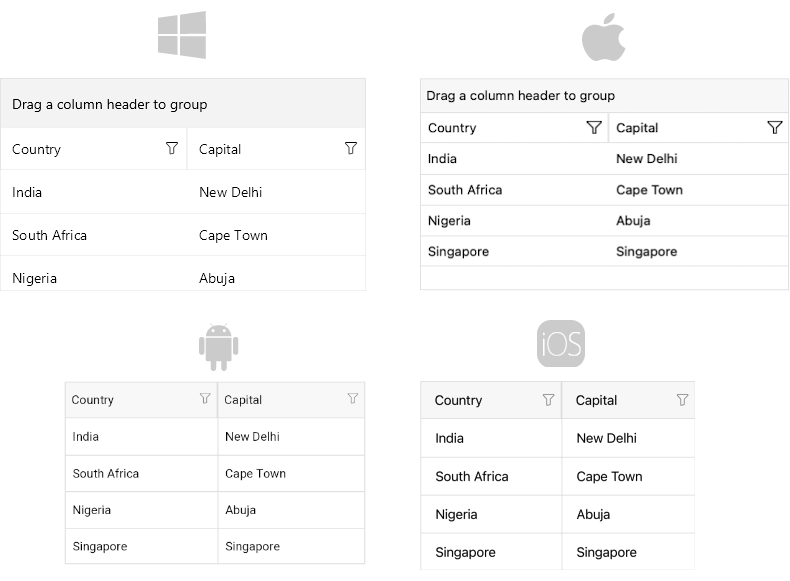 Drag a column header to group
Country Capital
India New Delhi
South Africa Cape Town
Nigeria Abuja
Drag a column header to group
Country Capital
India New Delhi
South Africa Cape Town
Nigeria Abuja
Singapore Singapore
Country Capital
India New Delhi
South Africa Cape Town
Nigeria Abuja
Singapore Singapore
iOS
Country Capital
India New Delhi
South Africa Cape Town
Nigeria Abuja
Singapore Singapore